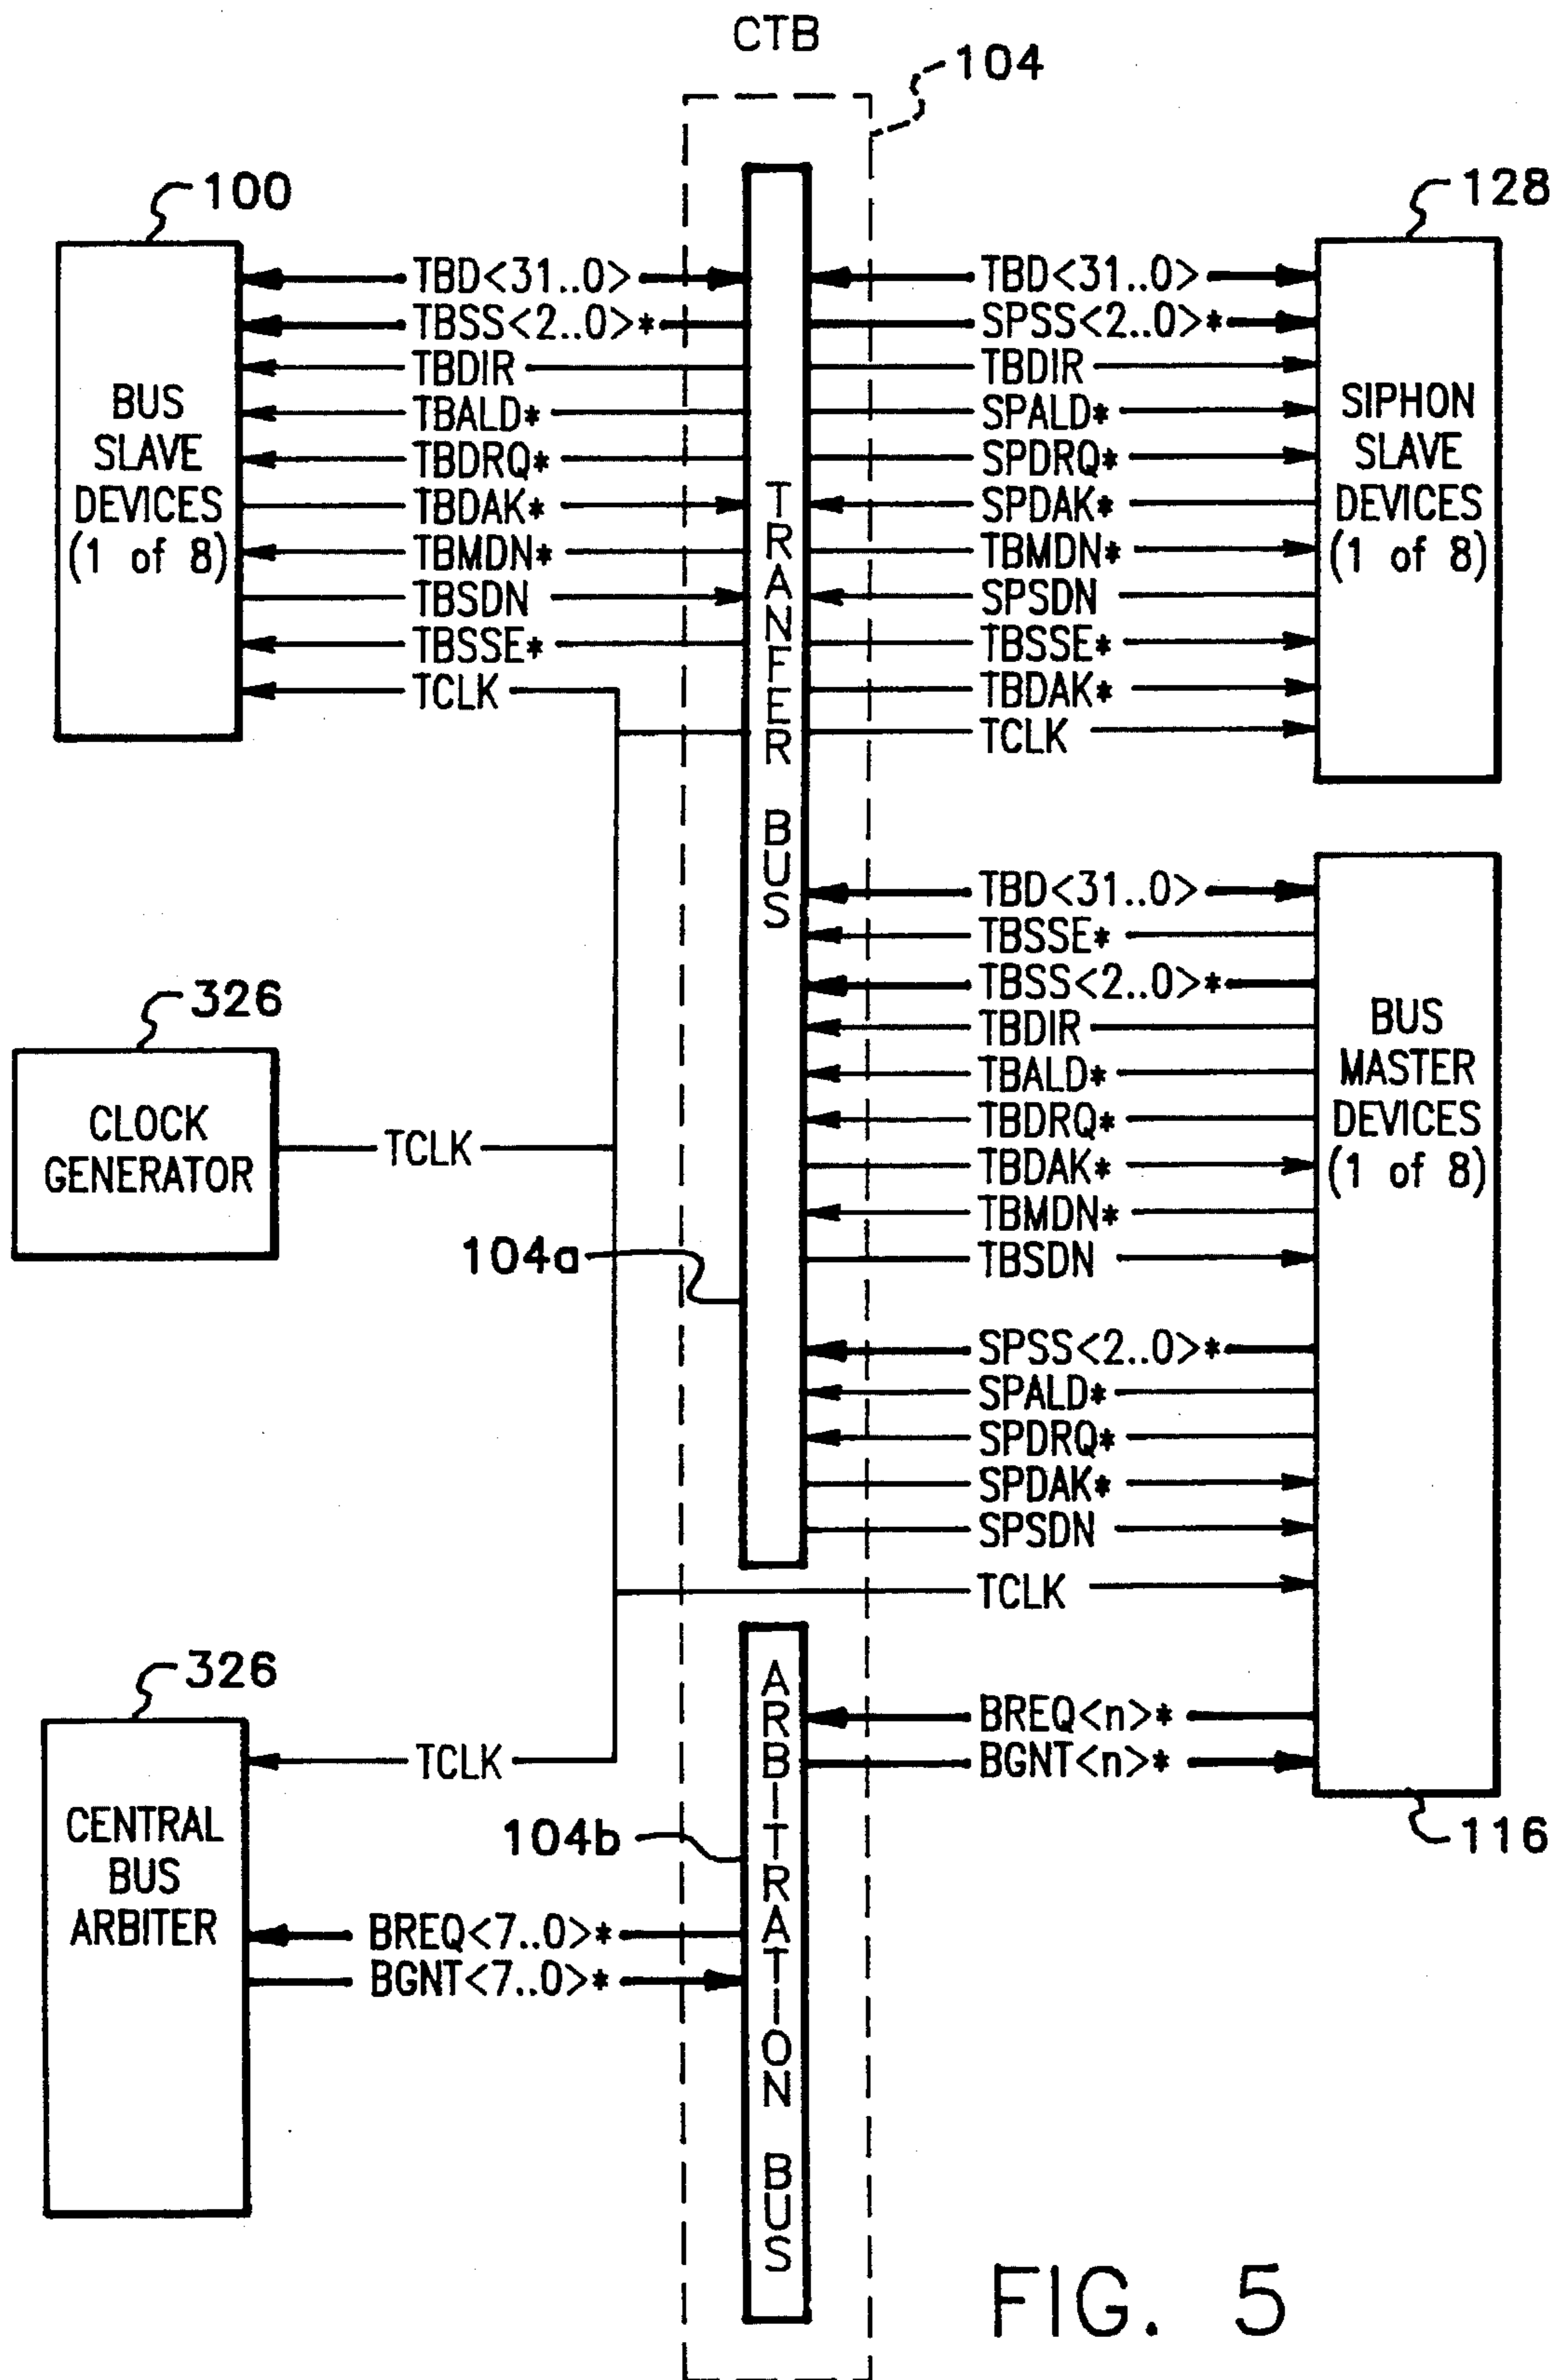 CTB
104
100
BUS
SLAVE
DEVICES
(1 of 8)
TBD<31..0>
TBSS<2..0>*
TBDIR
TBALD*
TBDRQ*
TBDAK*
TBMDN*
TBSDN
TBSSE*
TCLK
TRANFER BUS
128
TBD<31..0>
SPSS<2..0>*
TBDIR
SPALD*
SPDRQ*
SPDAK*
TBMDN*
SPSDN
TBSSE*
TBDAK*
TCLK
SIPHON
SLAVE
DEVICES
(1 of 8)
326
CLOCK
GENERATOR
TCLK
104a
TBD<31..0>
TBSSE*
TBSS<2..0>*
TBDIR
TBALD*
TBDRQ*
TBDAK*
TBMDN*
TBSDN
SPSS<2..0>*
SPALD*
SPDRQ*
SPDAK*
SPSDN
TCLK
BREQ<n>*
BGNT<n>*
BUS
MASTER
DEVICES
(1 of 8)
116
326
CENTRAL
BUS
ARBITER
TCLK
104b
BREQ<7..0>*
BGNT<7..0>*
ARBITRATION BUS
FIG. 5